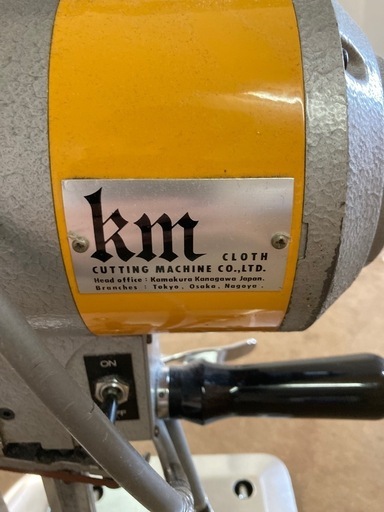 km CLOTH
CUTTING MACHINE CO.,LTD.
Head office : Kamakura Kanagawa Japan.
Branches : Tokyo, Osaka, Nagoya.
ON